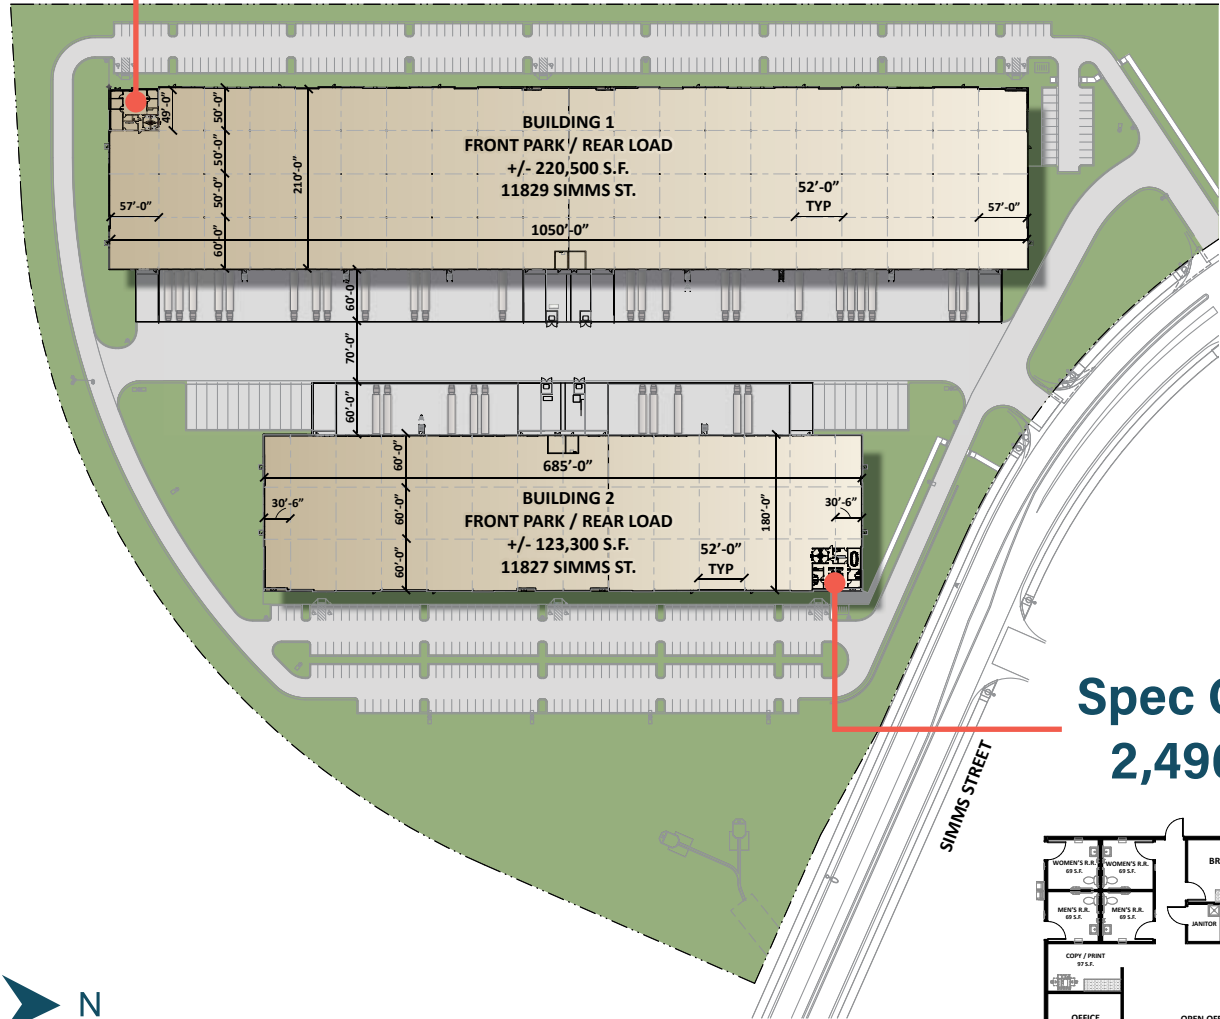 BUILDING 1
FRONT PARK / REAR LOAD
+/- 220,500 S.F.
11829 SIMMS ST.
49'-0"
50'-0"
50'-0"
50'-0"
60'-0"
210'-0"
57'-0"
52'-0"
TYP
57'-0"
1050'-0"
60'-0"
70'-0"
60'-0"
685'-0"
BUILDING 2
FRONT PARK / REAR LOAD
+/- 123,300 S.F.
11827 SIMMS ST.
60'-0"
60'-0"
60'-0"
30'-6"
180'-0"
30'-6"
52'-0"
TYP
SIMMS STREET
Spec
2,490
WOMEN'S R.R.
69 S.F.
WOMEN'S R.R.
69 S.F.
MEN'S R.R.
69 S.F.
MEN'S R.R.
69 S.F.
BR
JANITOR
COPY / PRINT
97 S.F.
OFFICE
OPEN OFF
N